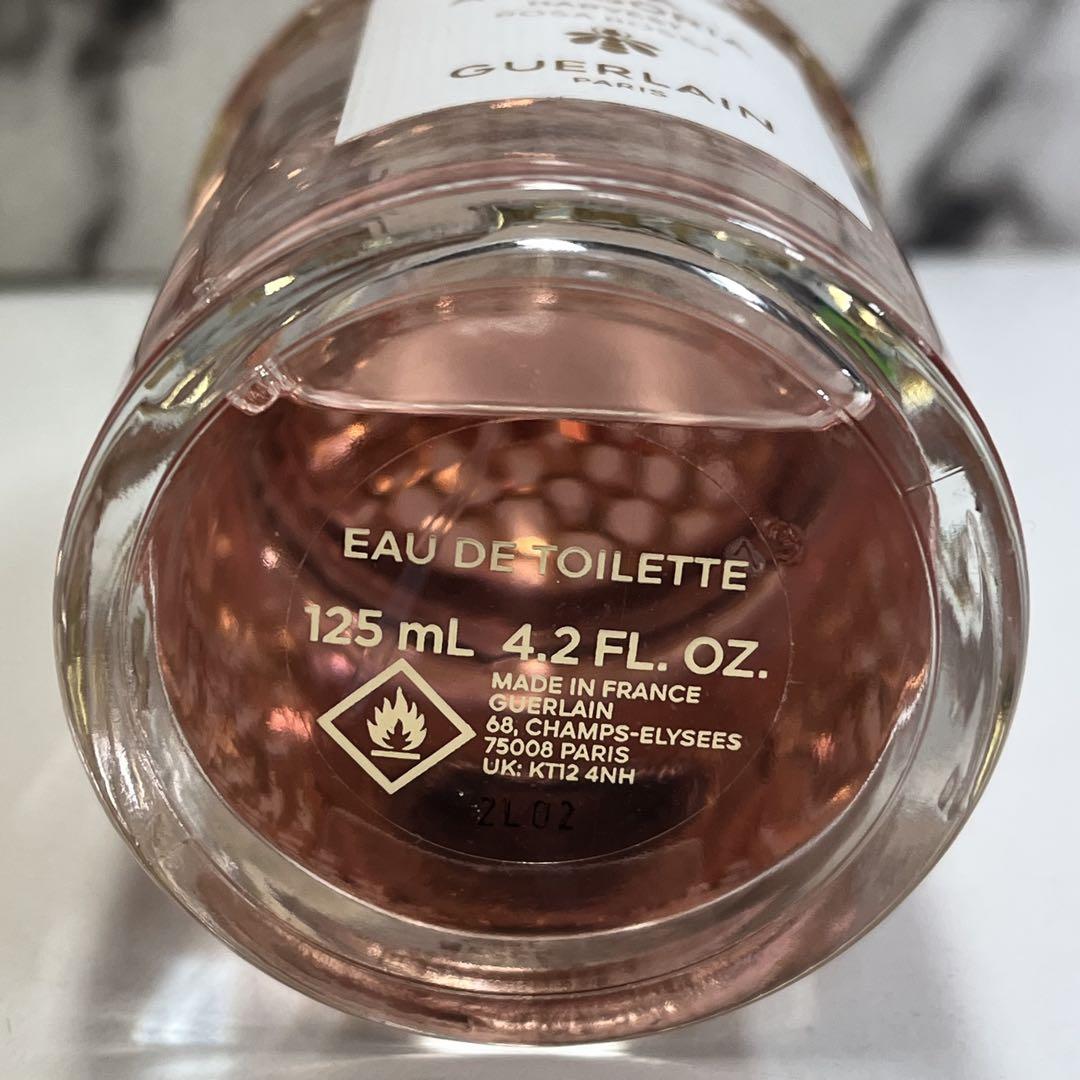 GUERLAIN
PARIS
EAU DE TOILETTE
125 mL 4.2 FL. OZ.
MADE IN FRANCE
GUERLAIN
68, CHAMPS-ELYSEES
75008 PARIS
UK: KT12 4NH
2L02